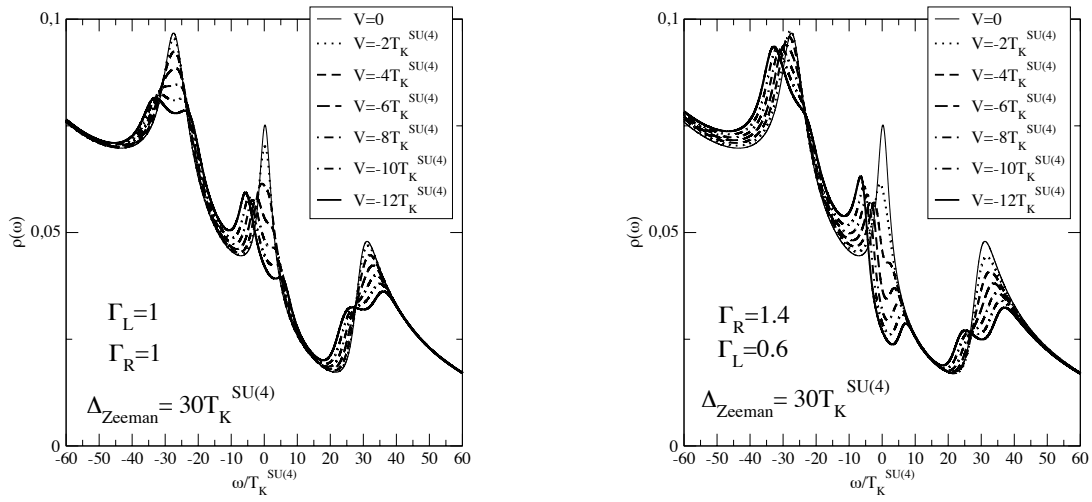 0,1
0,05
0
ρ(ω)
-60 -50 -40 -30 -20 -10 0 10 20 30 40 50 60
ω/T_K^SU(4)
V=0
V=-2T_K^SU(4)
V=-4T_K^SU(4)
V=-6T_K^SU(4)
V=-8T_K^SU(4)
V=-10T_K^SU(4)
V=-12T_K^SU(4)
Γ_L=1
Γ_R=1
Δ_Zeeman= 30T_K^SU(4)
0,1
0,05
0
ρ(ω)
-60 -50 -40 -30 -20 -10 0 10 20 30 40 50 60
ω/T_K^SU(4)
V=0
V=-2T_K^SU(4)
V=-4T_K^SU(4)
V=-6T_K^SU(4)
V=-8T_K^SU(4)
V=-10T_K^SU(4)
V=-12T_K^SU(4)
Γ_R=1.4
Γ_L=0.6
Δ_Zeeman= 30T_K^SU(4)